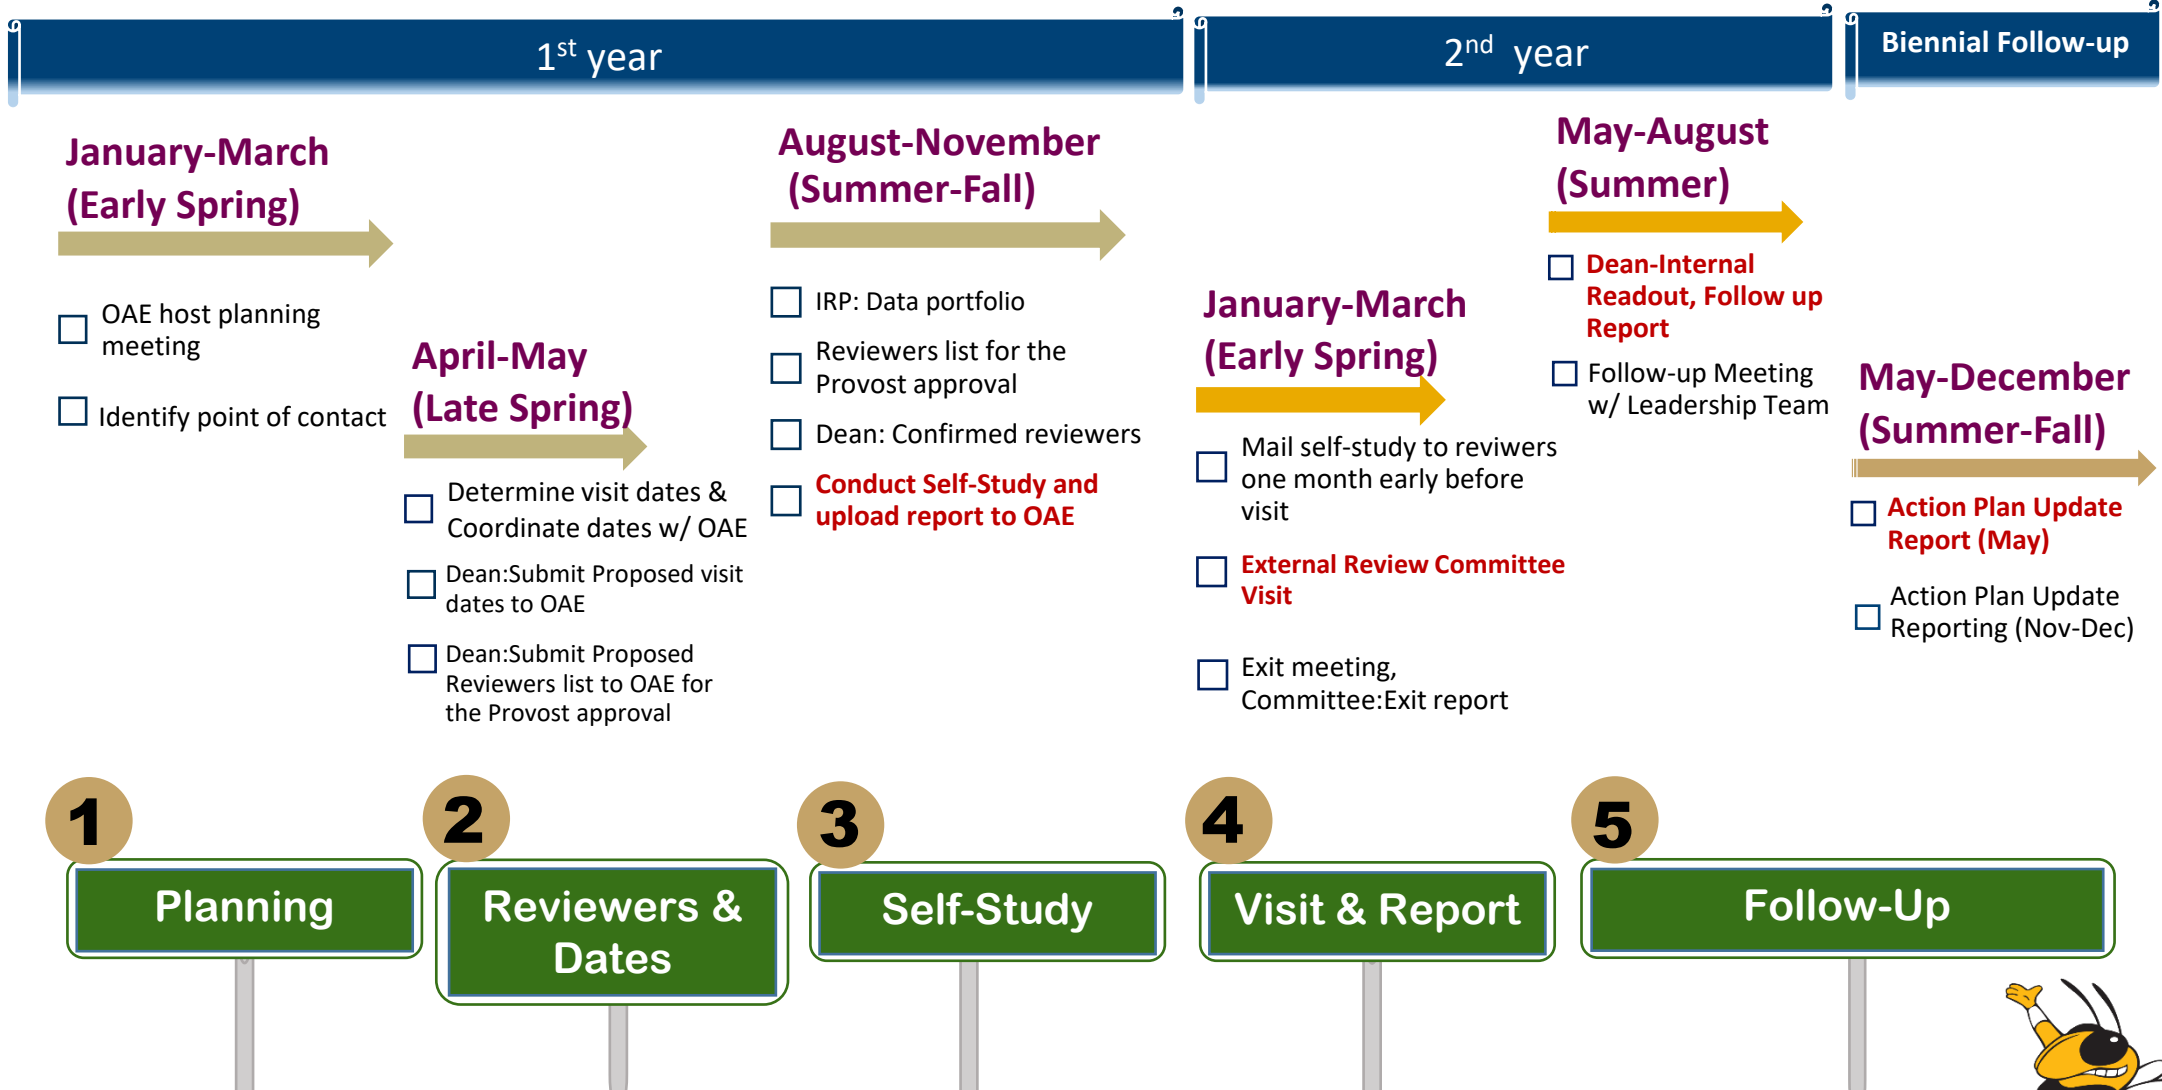 1st year
2nd year
Biennial Follow-up
January-March
(Early Spring)
OAE host planning
meeting
Identify point of contact
April-May
(Late Spring)
Determine visit dates &
Coordinate dates w/ OAE
Dean:Submit Proposed visit
dates to OAE
Dean:Submit Proposed
Reviewers list to OAE for
the Provost approval
August-November
(Summer-Fall)
IRP: Data portfolio
Reviewers list for the
Provost approval
Dean: Confirmed reviewers
Conduct Self-Study and
upload report to OAE
January-March
(Early Spring)
Mail self-study to reviwers
one month early before
visit
External Review Committee
Visit
Exit meeting,
Committee:Exit report
May-August
(Summer)
Dean-Internal
Readout, Follow up
Report
Follow-up Meeting
w/ Leadership Team
May-December
(Summer-Fall)
Action Plan Update
Report (May)
Action Plan Update
Reporting (Nov-Dec)
1
Planning
2
Reviewers &
Dates
3
Self-Study
4
Visit & Report
5
Follow-Up